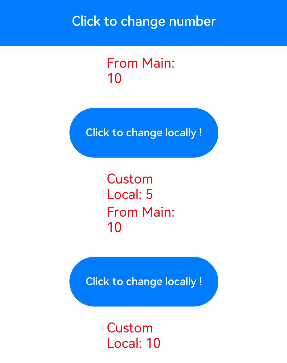 Click to change number
From Main:
10
Click to change locally !
Custom
Local: 5
From Main:
10
Click to change locally !
Custom
Local: 10